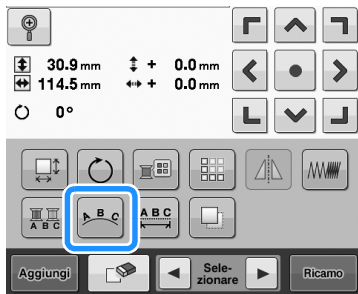 30.9 mm + 0.0 mm
114.5 mm + 0.0 mm
0°
A B C A B C A B C
Aggiungi Sele-
zionare Ricamo